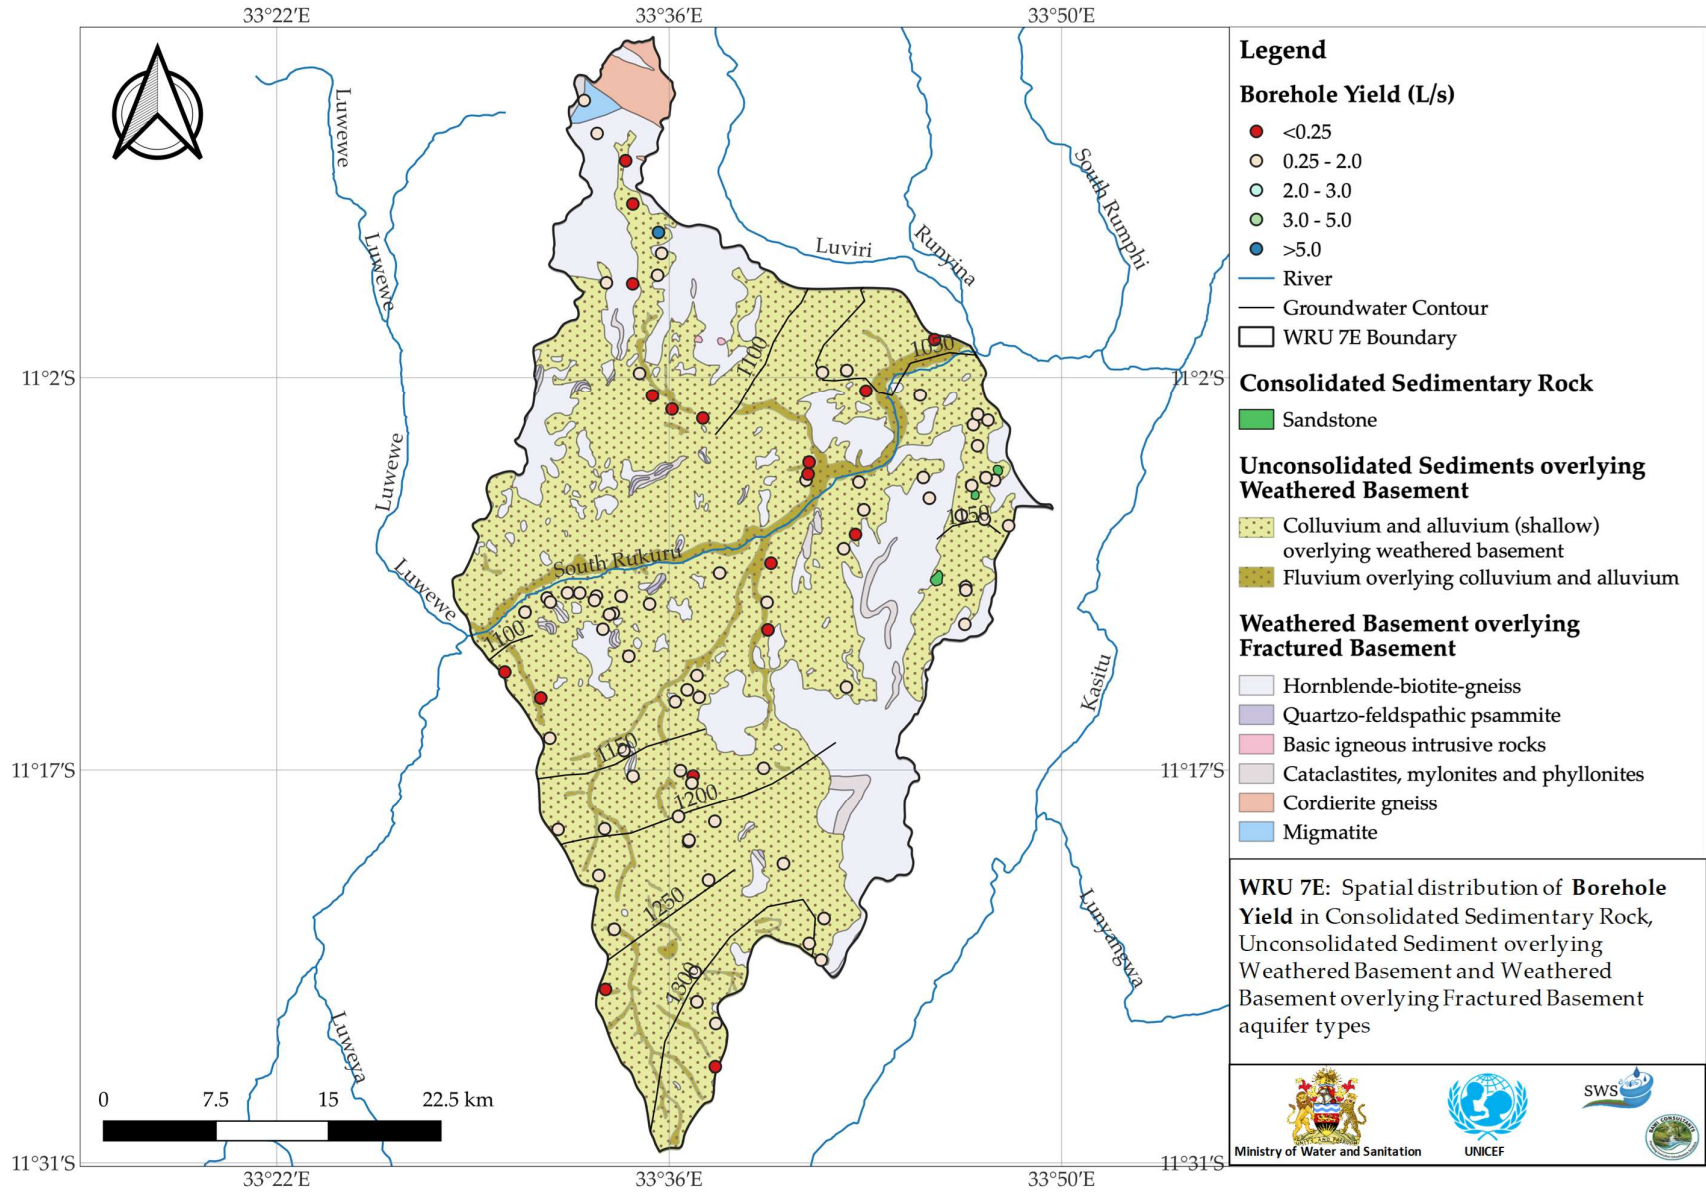 33°22'E
33°36'E
33°50'E
11°2'S
11°2'S
11°17'S
11°17'S
11°31'S
11°31'S
33°22'E
33°36'E
33°50'E
Luwewe
Luwewe
Luwewe
Luwewe
Luweya
Luviri
Runyina
South Rumphi
South Rukuru
Kasitu
Lunyangwa
1100
1050
1150
1100
1150
1200
1250
1300
0 7.5 15 22.5 km
Legend
Borehole Yield (L/s)
<0.25
0.25 - 2.0
2.0 - 3.0
3.0 - 5.0
>5.0
River
Groundwater Contour
WRU 7E Boundary
Consolidated Sedimentary Rock
Sandstone
Unconsolidated Sediments overlying
Weathered Basement
Colluvium and alluvium (shallow)
overlying weathered basement
Fluvium overlying colluvium and alluvium
Weathered Basement overlying
Fractured Basement
Hornblende-biotite-gneiss
Quartzo-feldspathic psammite
Basic igneous intrusive rocks
Cataclastites, mylonites and phyllonites
Cordierite gneiss
Migmatite
WRU 7E: Spatial distribution of Borehole
Yield in Consolidated Sedimentary Rock,
Unconsolidated Sediment overlying
Weathered Basement and Weathered
Basement overlying Fractured Basement
aquifer types
Ministry of Water and Sanitation
UNICEF
SWS